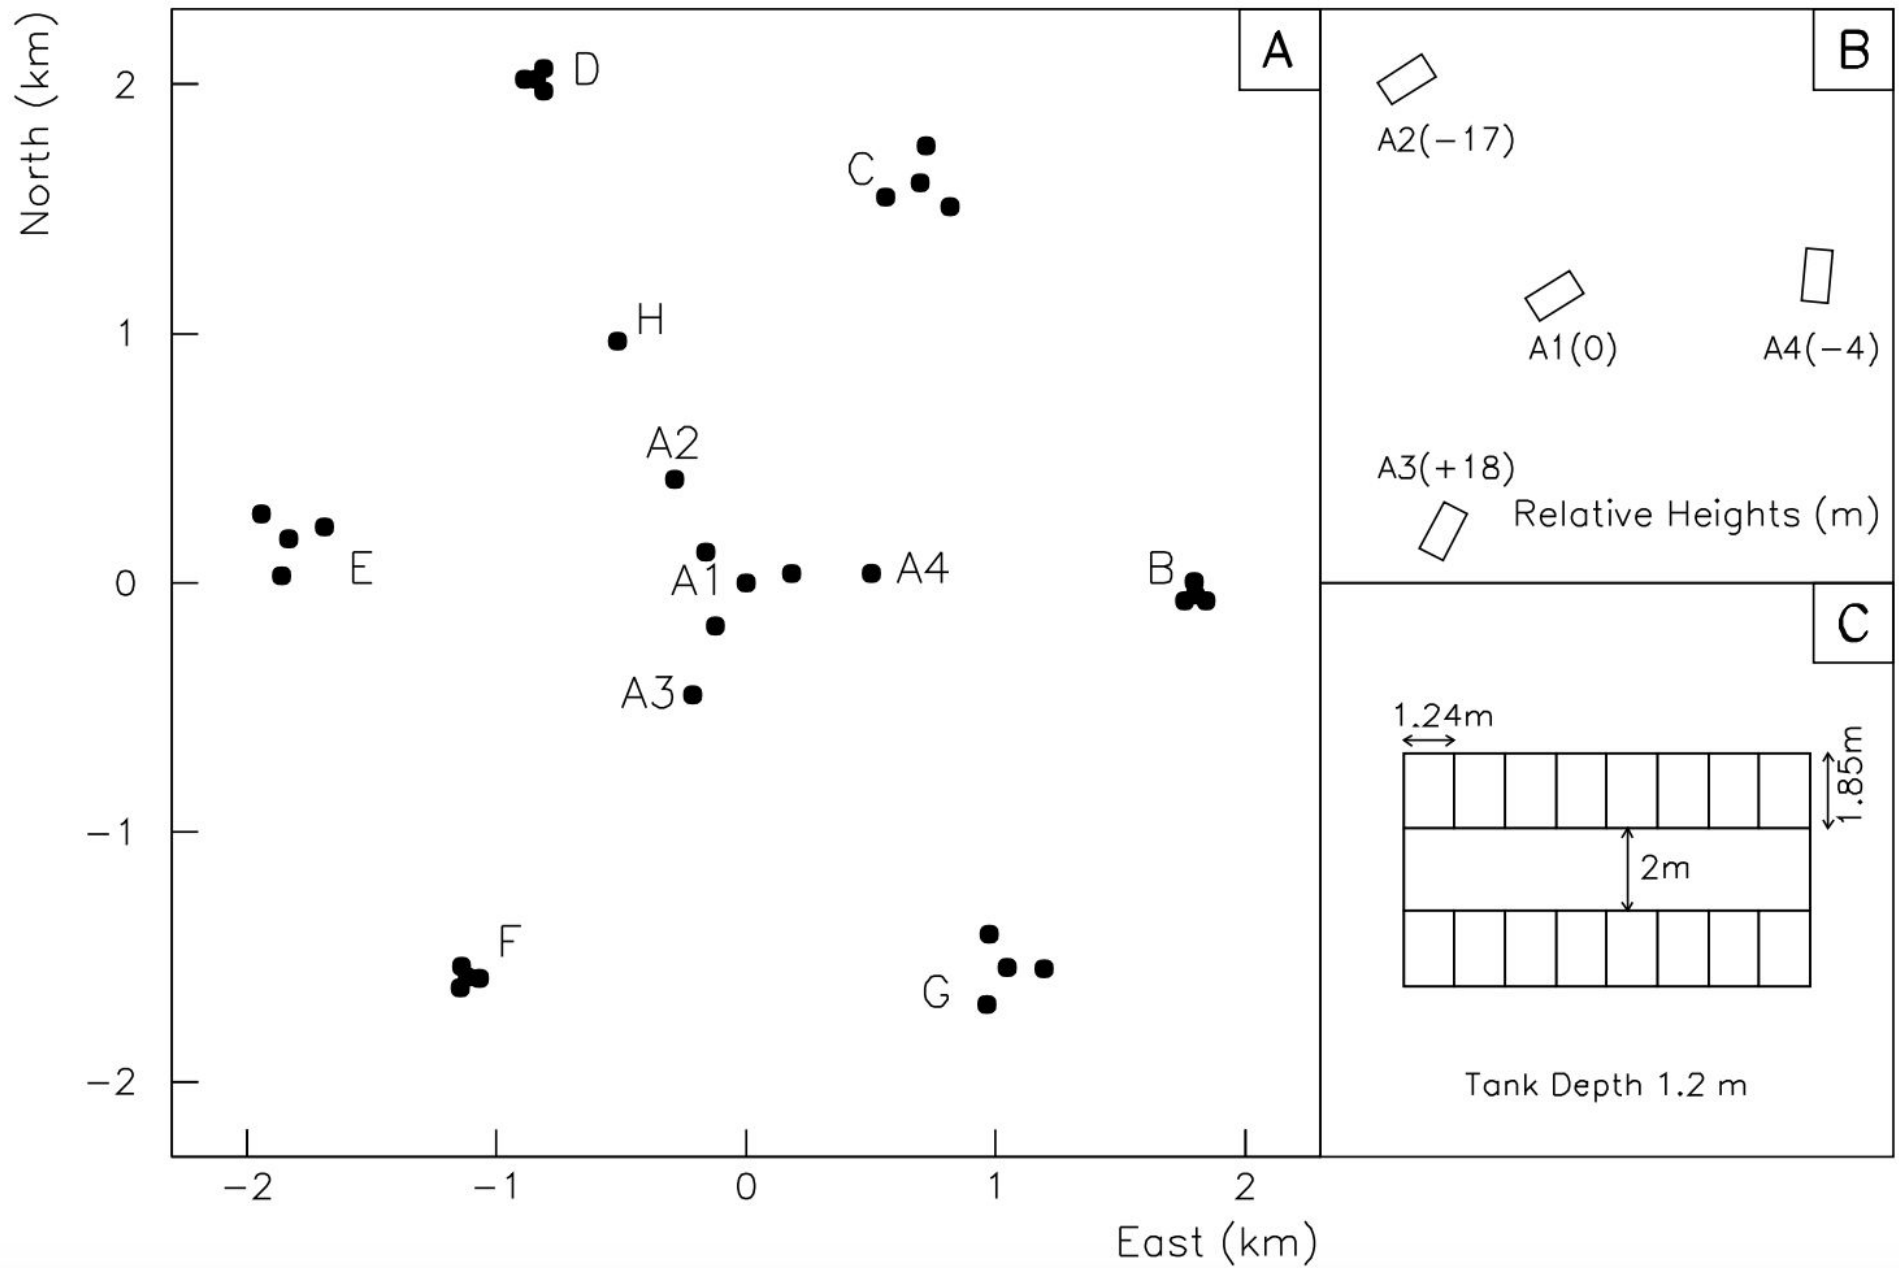 North (km)
2
1
0
−1
−2
−2
−1
0
1
2
East (km)
A
D
C
H
A2
E
A1
A4
B
A3
F
G
B
A2(−17)
A1(0)
A4(−4)
A3(+18)
Relative Heights (m)
C
1.24m
1.85m
2m
Tank Depth 1.2 m